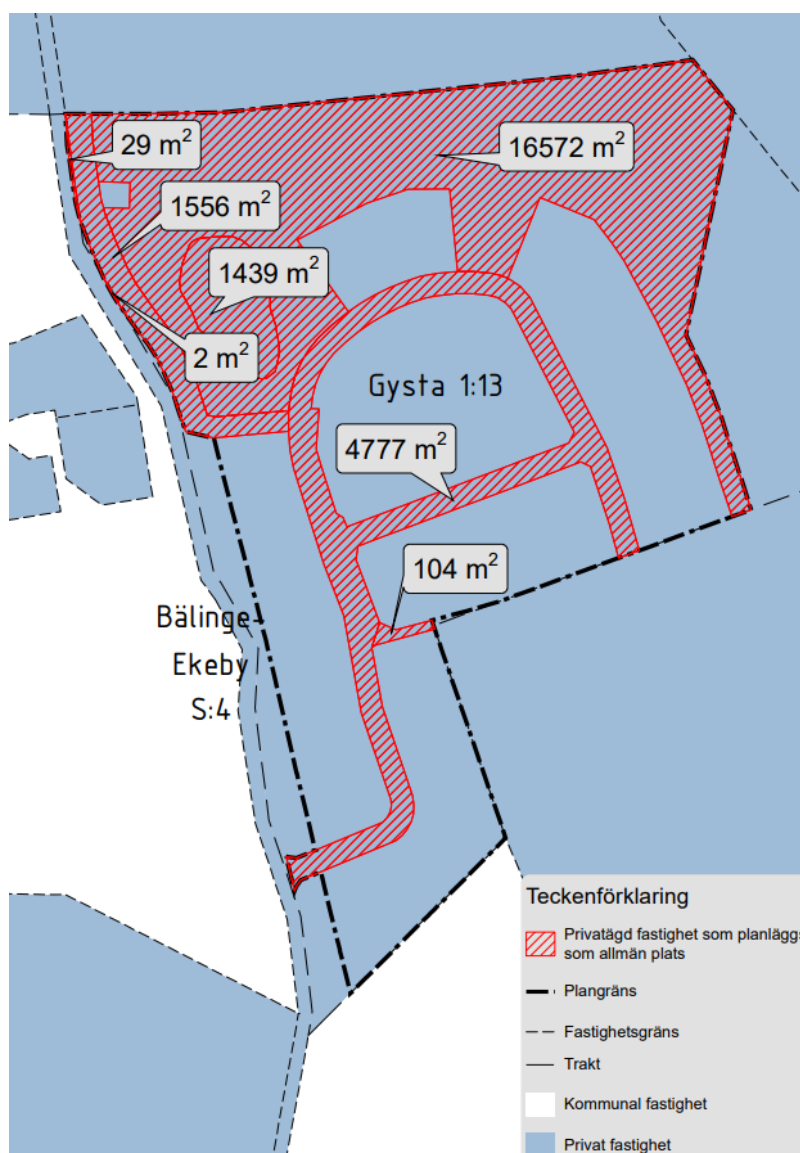 29 m²
16572 m²
1556 m²
1439 m²
2 m²
Gysta 1:13
4777 m²
104 m²
Bälinge-
Ekeby
S:4
Teckenförklaring
Privatägd fastighet som planläggs
som allmän plats
Plangräns
Fastighetsgräns
Trakt
Kommunal fastighet
Privat fastighet